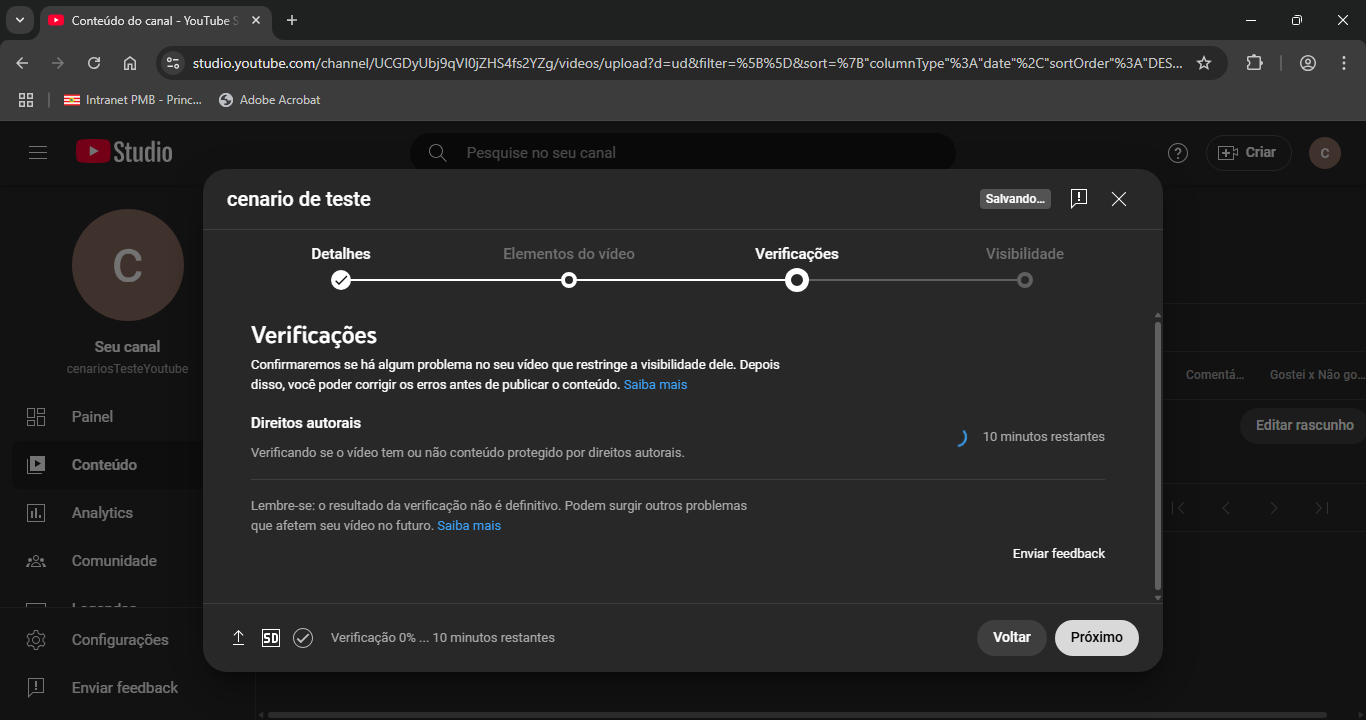 Conteúdo do canal - YouTube S
studio.youtube.com/channel/UCGDyUbj9qVI0jZHS4fs2YZg/videos/upload?d=ud&filter=%5B%5D&sort=%7B"columnType"%3A"date"%2C"sortOrder"%3A"DES...
Intranet PMB - Princ...
Adobe Acrobat
Studio
Pesquise no seu canal
Criar
C
C
Seu canal
cenariosTesteYoutube
Painel
Conteúdo
Analytics
Comunidade
Configurações
Enviar feedback
cenario de teste
Salvando...
Detalhes
Elementos do vídeo
Verificações
Visibilidade
Verificações
Confirmaremos se há algum problema no seu vídeo que restringe a visibilidade dele. Depois
disso, você poder corrigir os erros antes de publicar o conteúdo. Saiba mais
Direitos autorais
Verificando se o vídeo tem ou não conteúdo protegido por direitos autorais.
10 minutos restantes
Lembre-se: o resultado da verificação não é definitivo. Podem surgir outros problemas
que afetem seu vídeo no futuro. Saiba mais
Enviar feedback
SD
Verificação 0% ... 10 minutos restantes
Voltar
Próximo
Comentá...
Gostei x Não go...
Editar rascunho